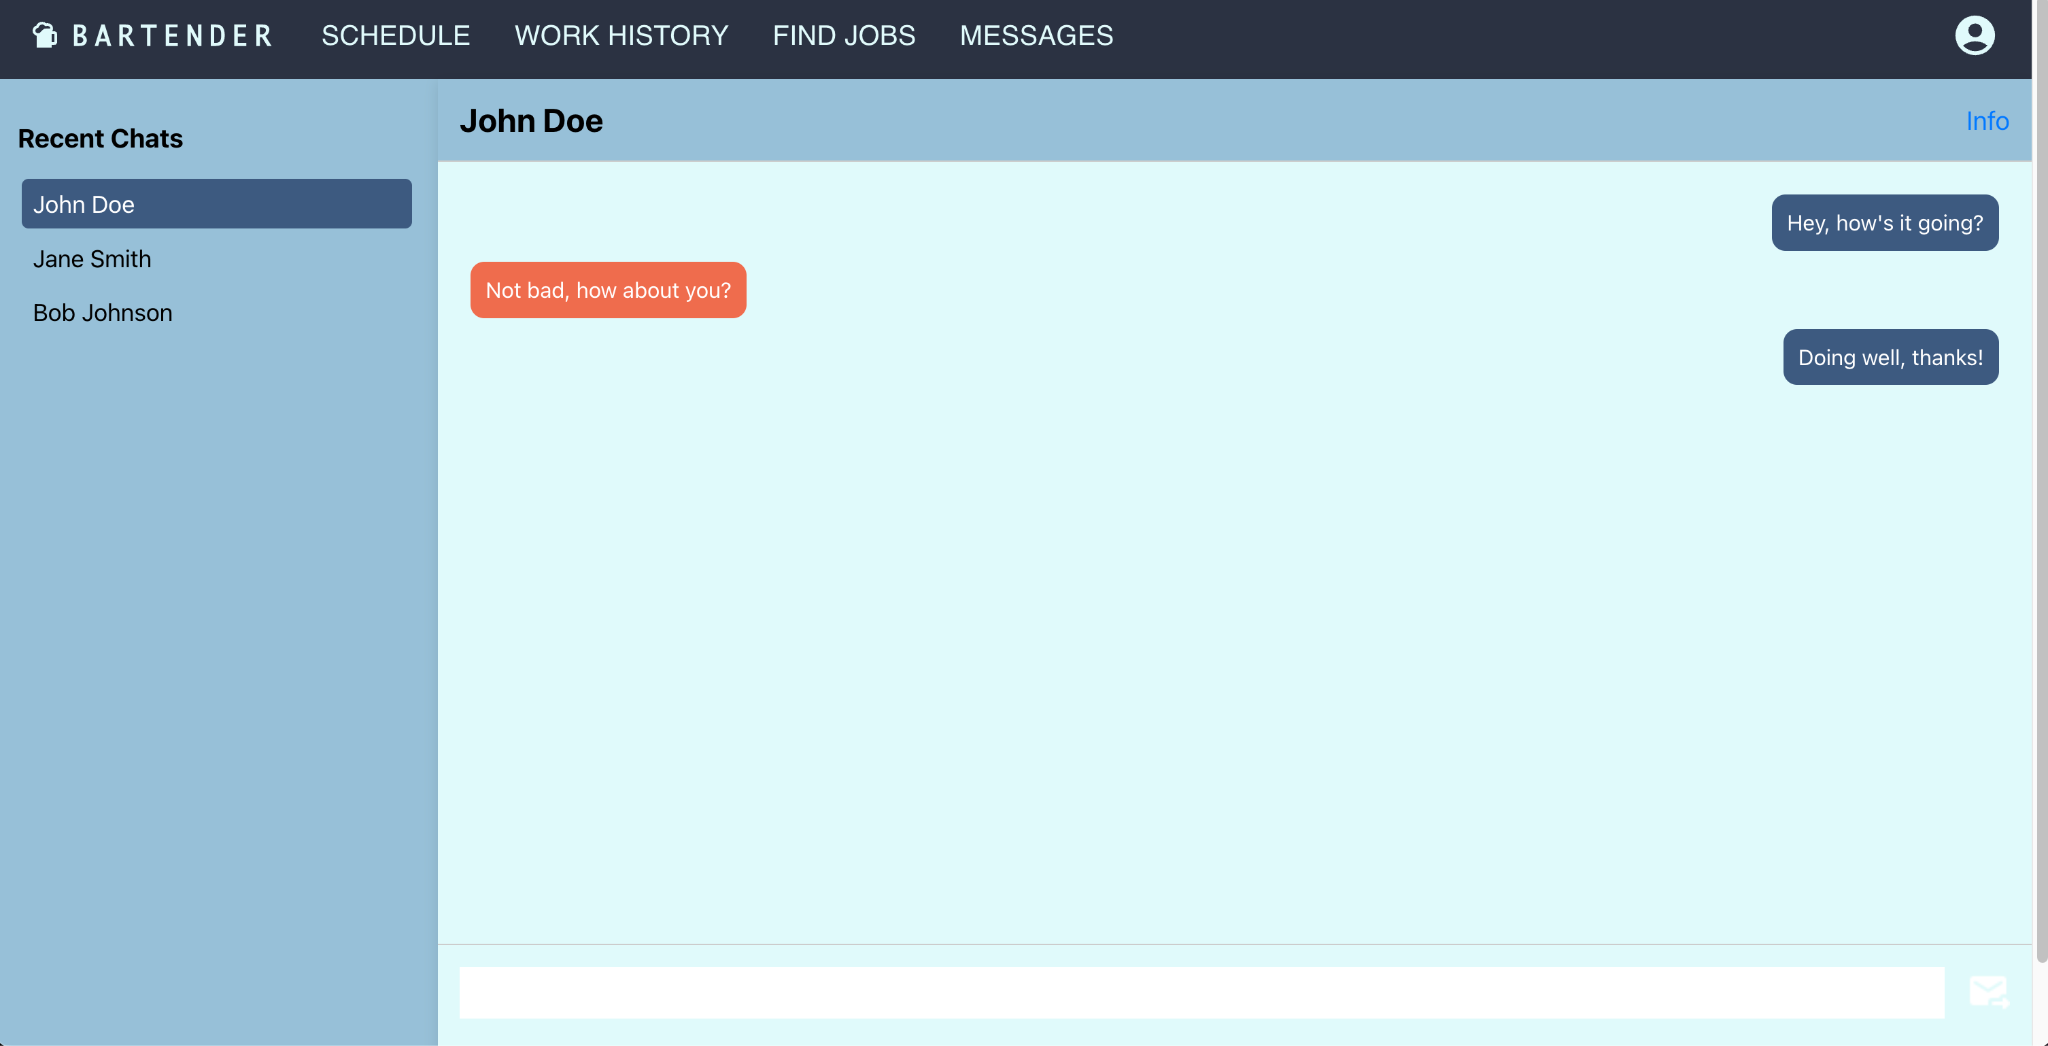 BARTENDER SCHEDULE WORK HISTORY FIND JOBS MESSAGES
Recent Chats
John Doe
Jane Smith
Bob Johnson
John Doe Info
Hey, how's it going?
Not bad, how about you?
Doing well, thanks!